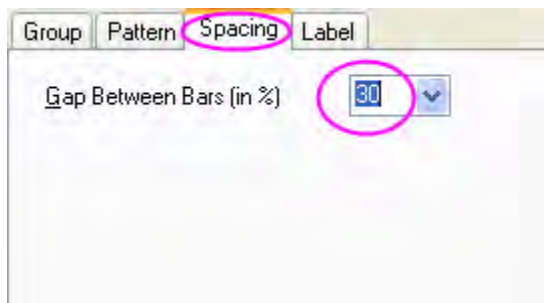 Group Pattern Spacing Label
Gap Between Bars (in %) 30